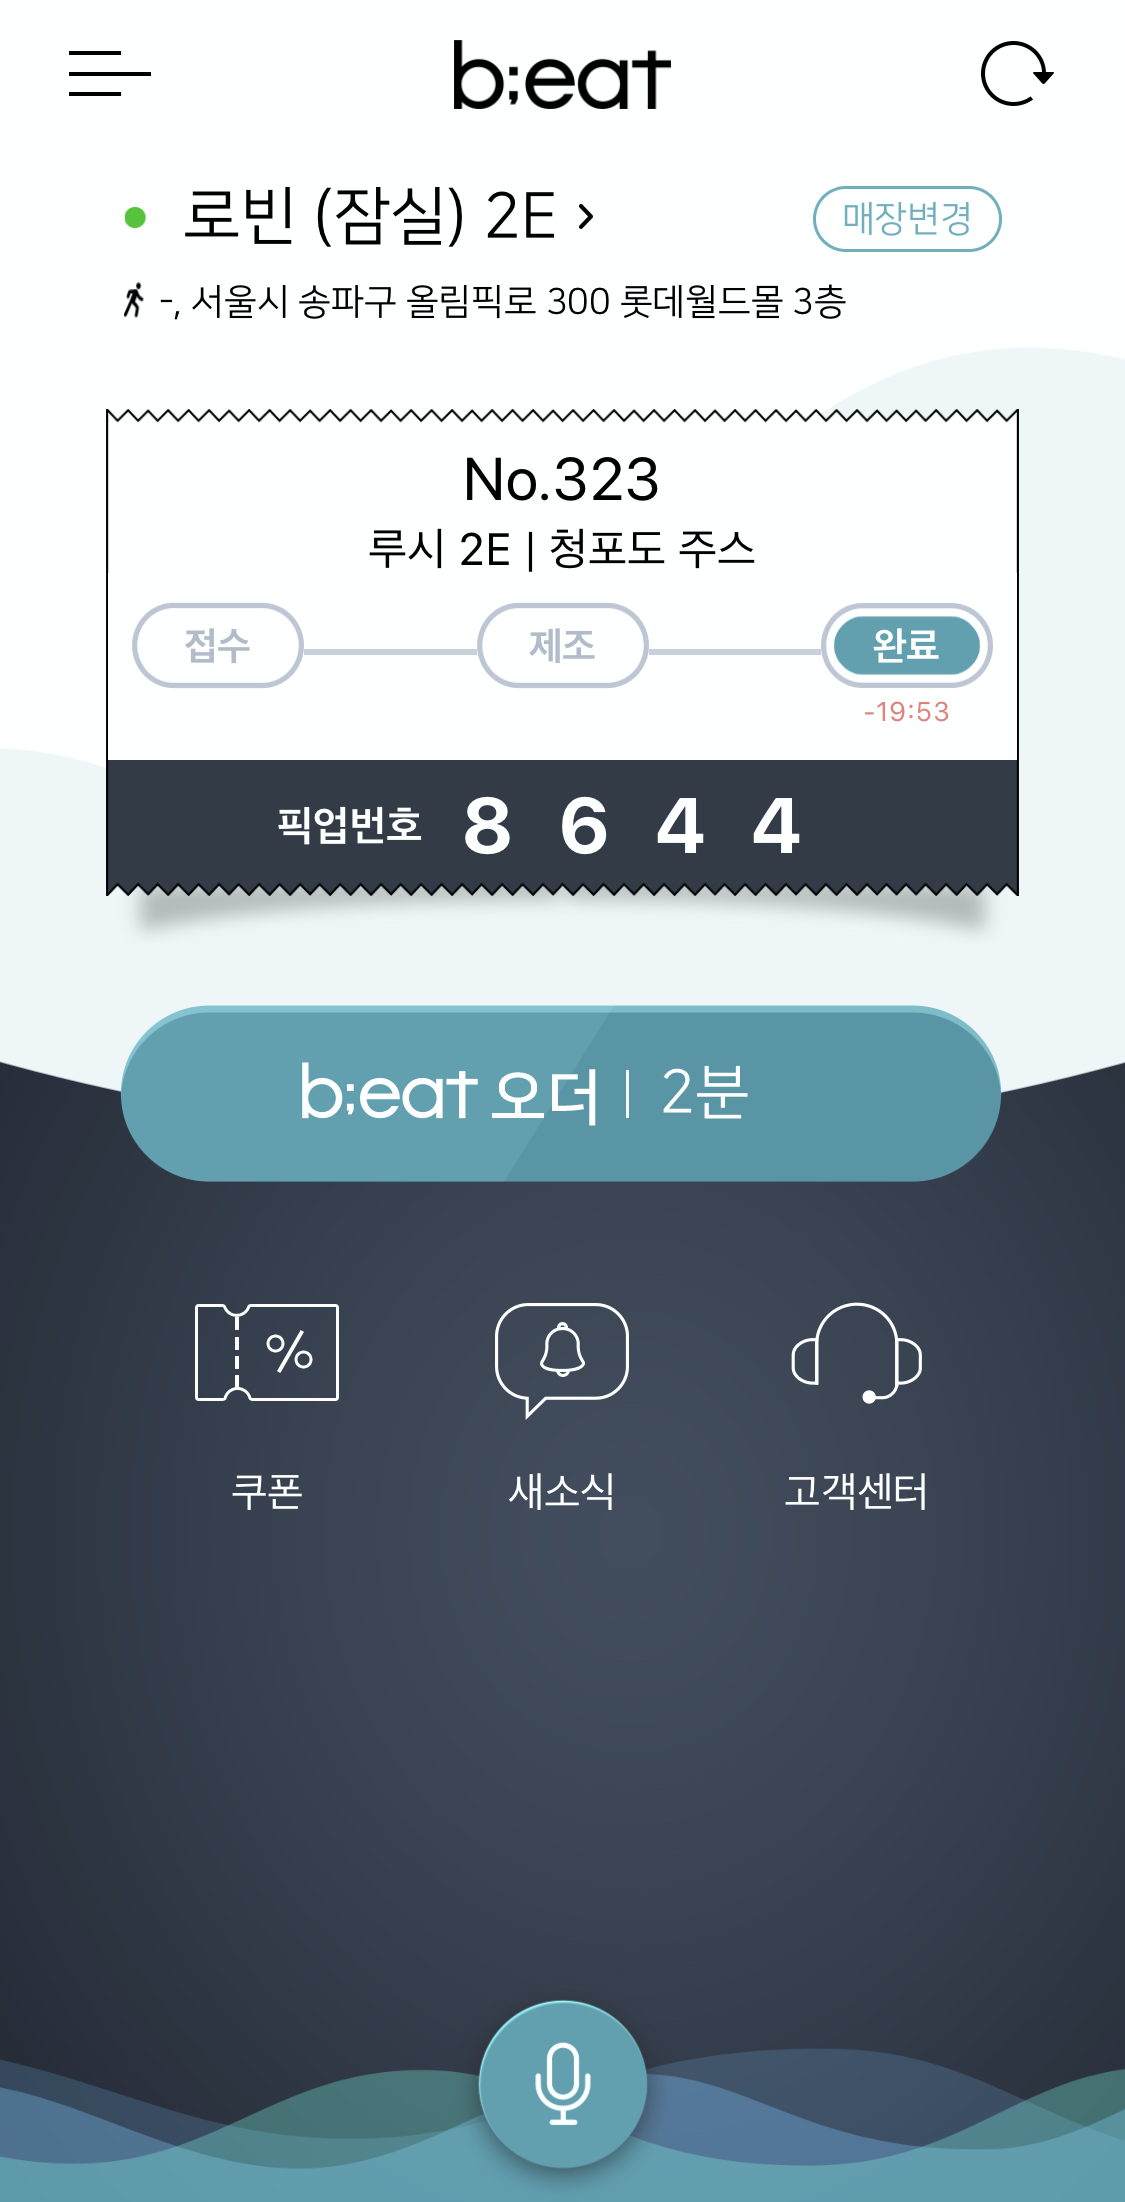 b;eat
로빈 (잠실) 2E >
매장변경
-, 서울시 송파구 올림픽로 300 롯데월드몰 3층
No.323
루시 2E | 청포도 주스
접수 제조 완료
-19:53
픽업번호 8 6 4 4
b;eat 오더 | 2분
%
쿠폰 새소식 고객센터